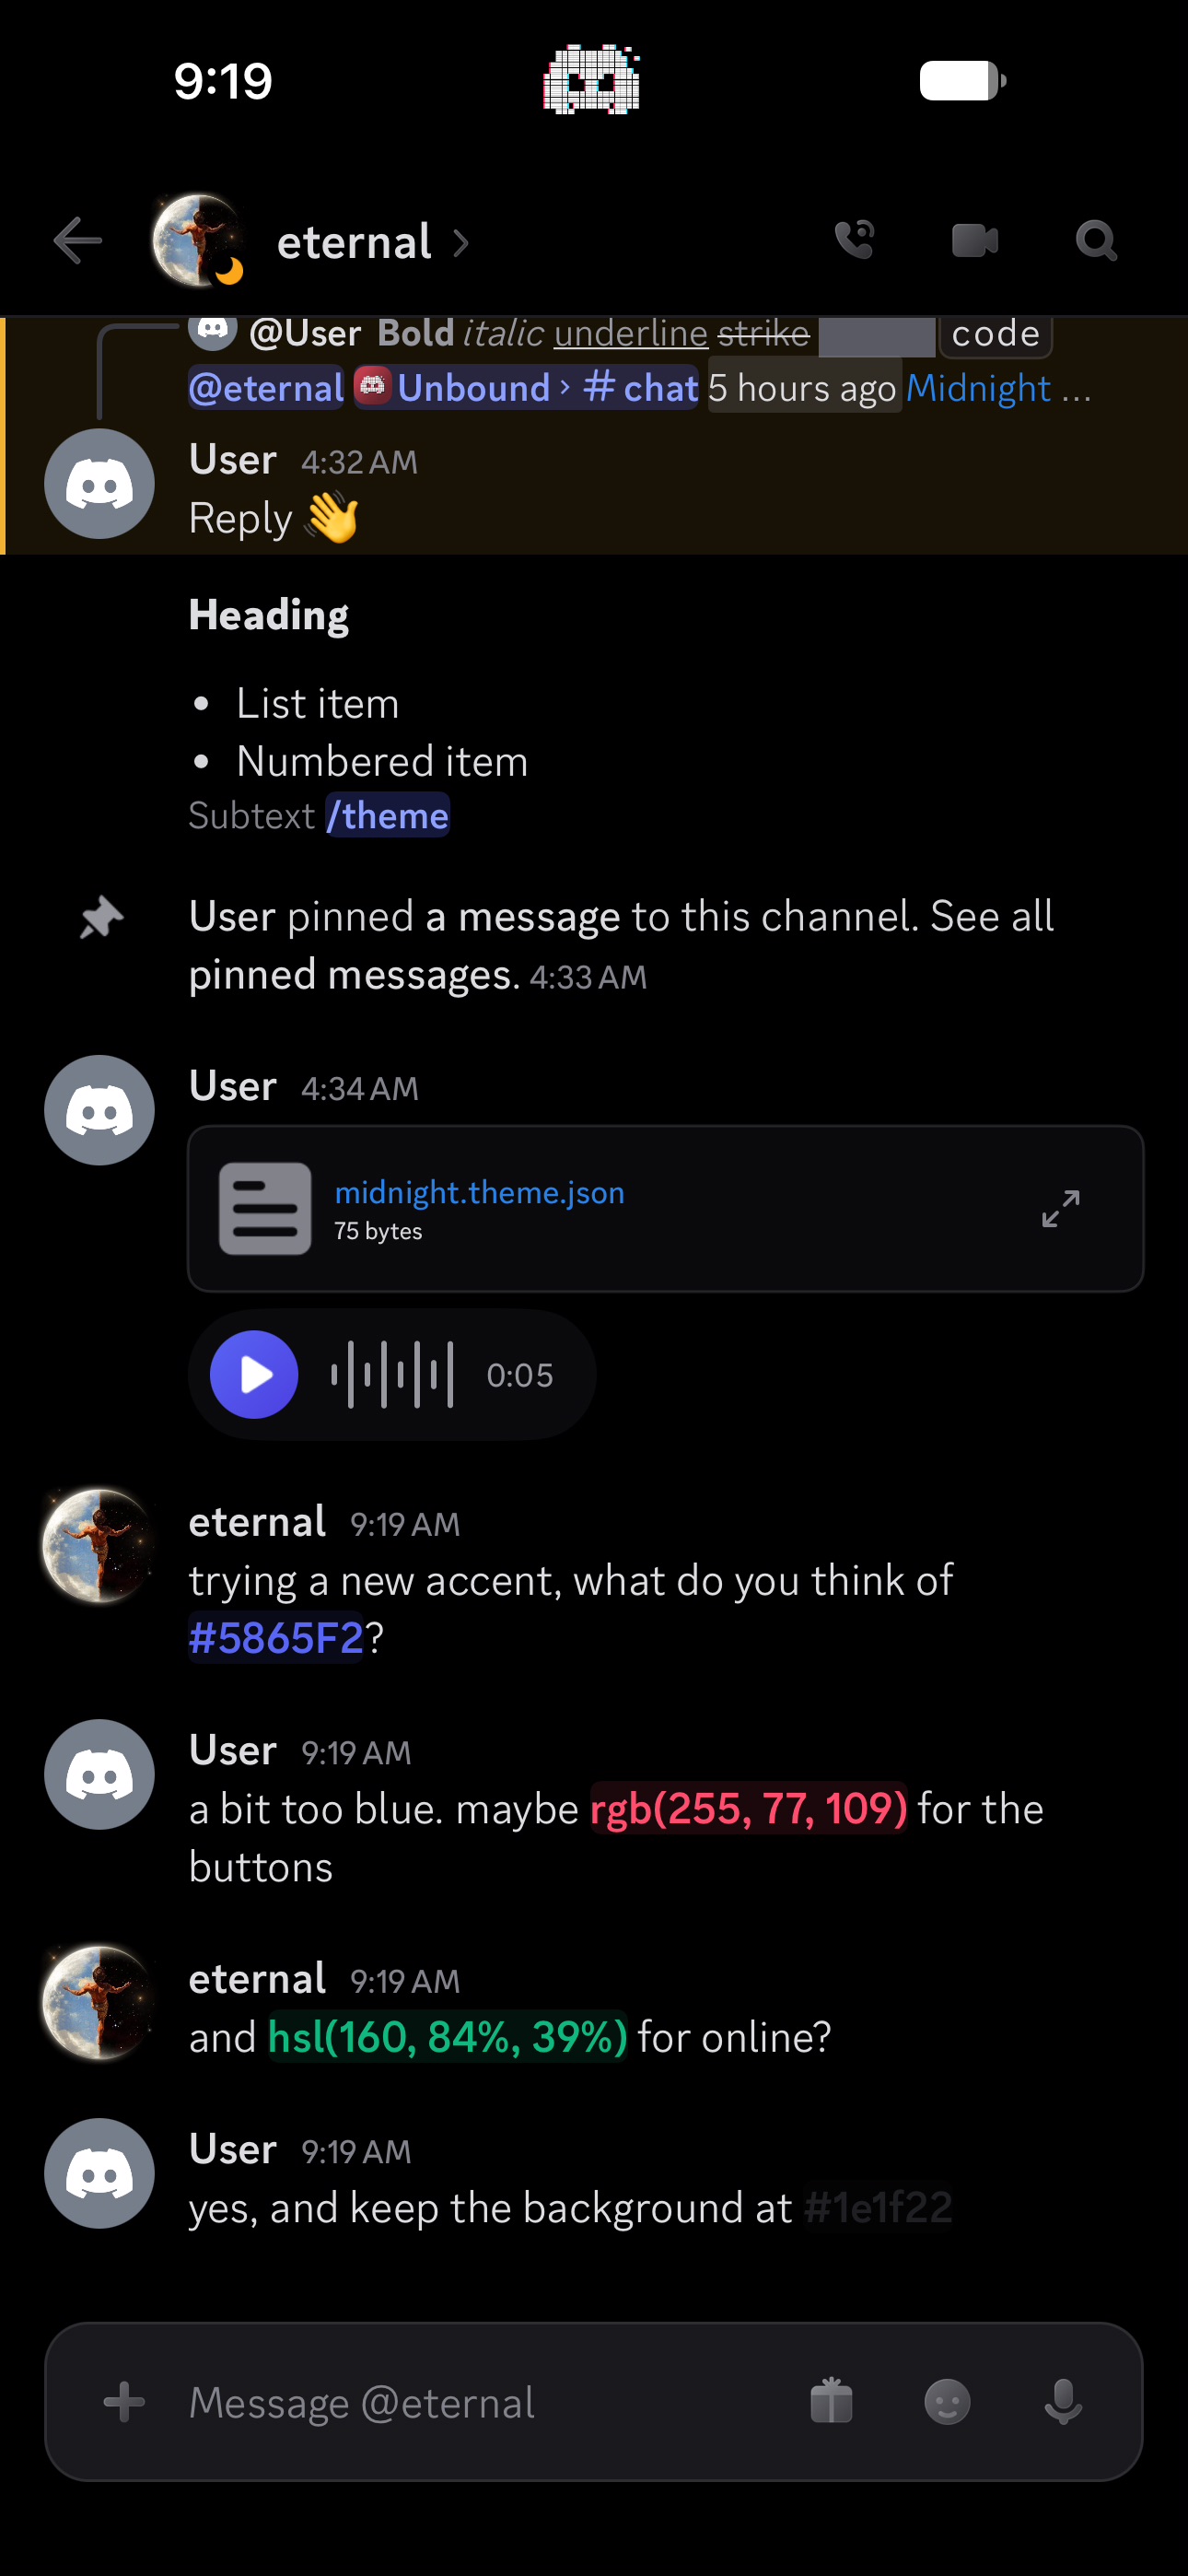 9:19
eternal
@User Bold italic underline strike code
@eternal Unbound › # chat 5 hours ago Midnight ...
User 4:32 AM
Reply 👋
Heading
• List item
• Numbered item
Subtext /theme
User pinned a message to this channel. See all
pinned messages. 4:33 AM
User 4:34 AM
midnight.theme.json
75 bytes
0:05
eternal 9:19 AM
trying a new accent, what do you think of
#5865F2?
User 9:19 AM
a bit too blue. maybe rgb(255, 77, 109) for the
buttons
eternal 9:19 AM
and hsl(160, 84%, 39%) for online?
User 9:19 AM
yes, and keep the background at #1e1f22
Message @eternal